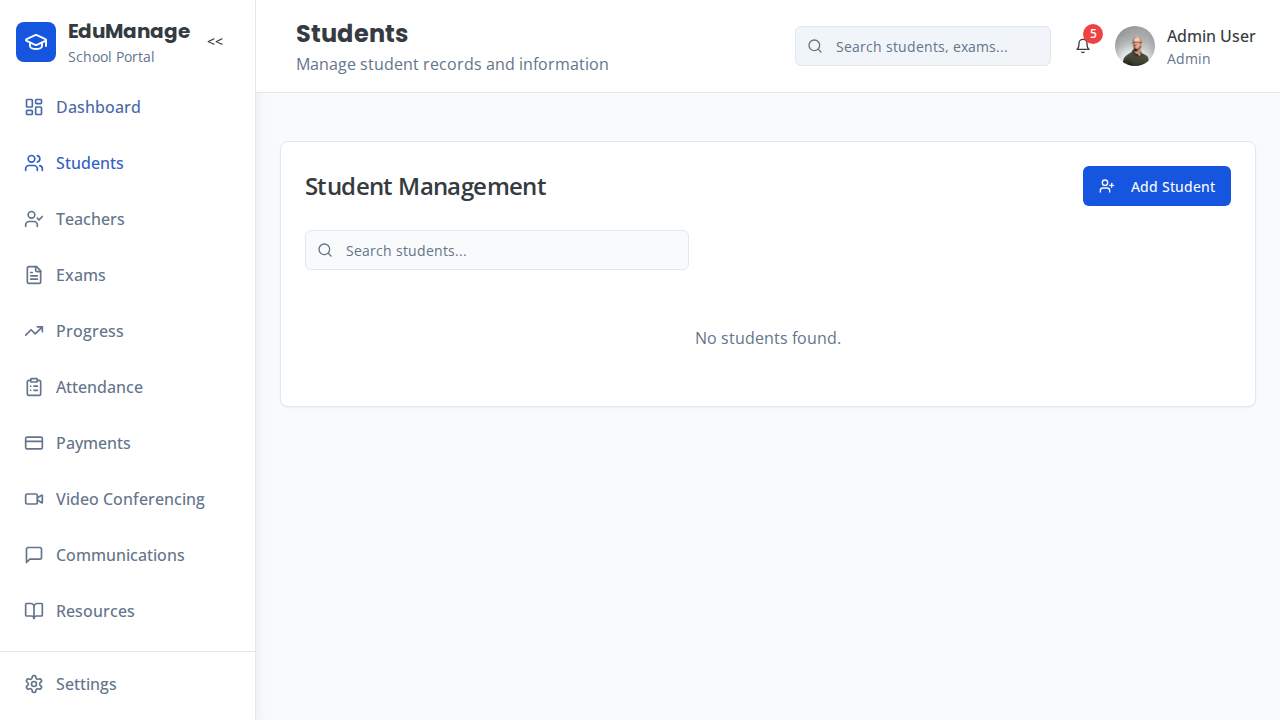 EduManage
School Portal
<<
Dashboard
Students
Teachers
Exams
Progress
Attendance
Payments
Video Conferencing
Communications
Resources
Settings
Students
Manage student records and information
Search students, exams...
5
Admin User
Admin
Student Management
Add Student
Search students...
No students found.